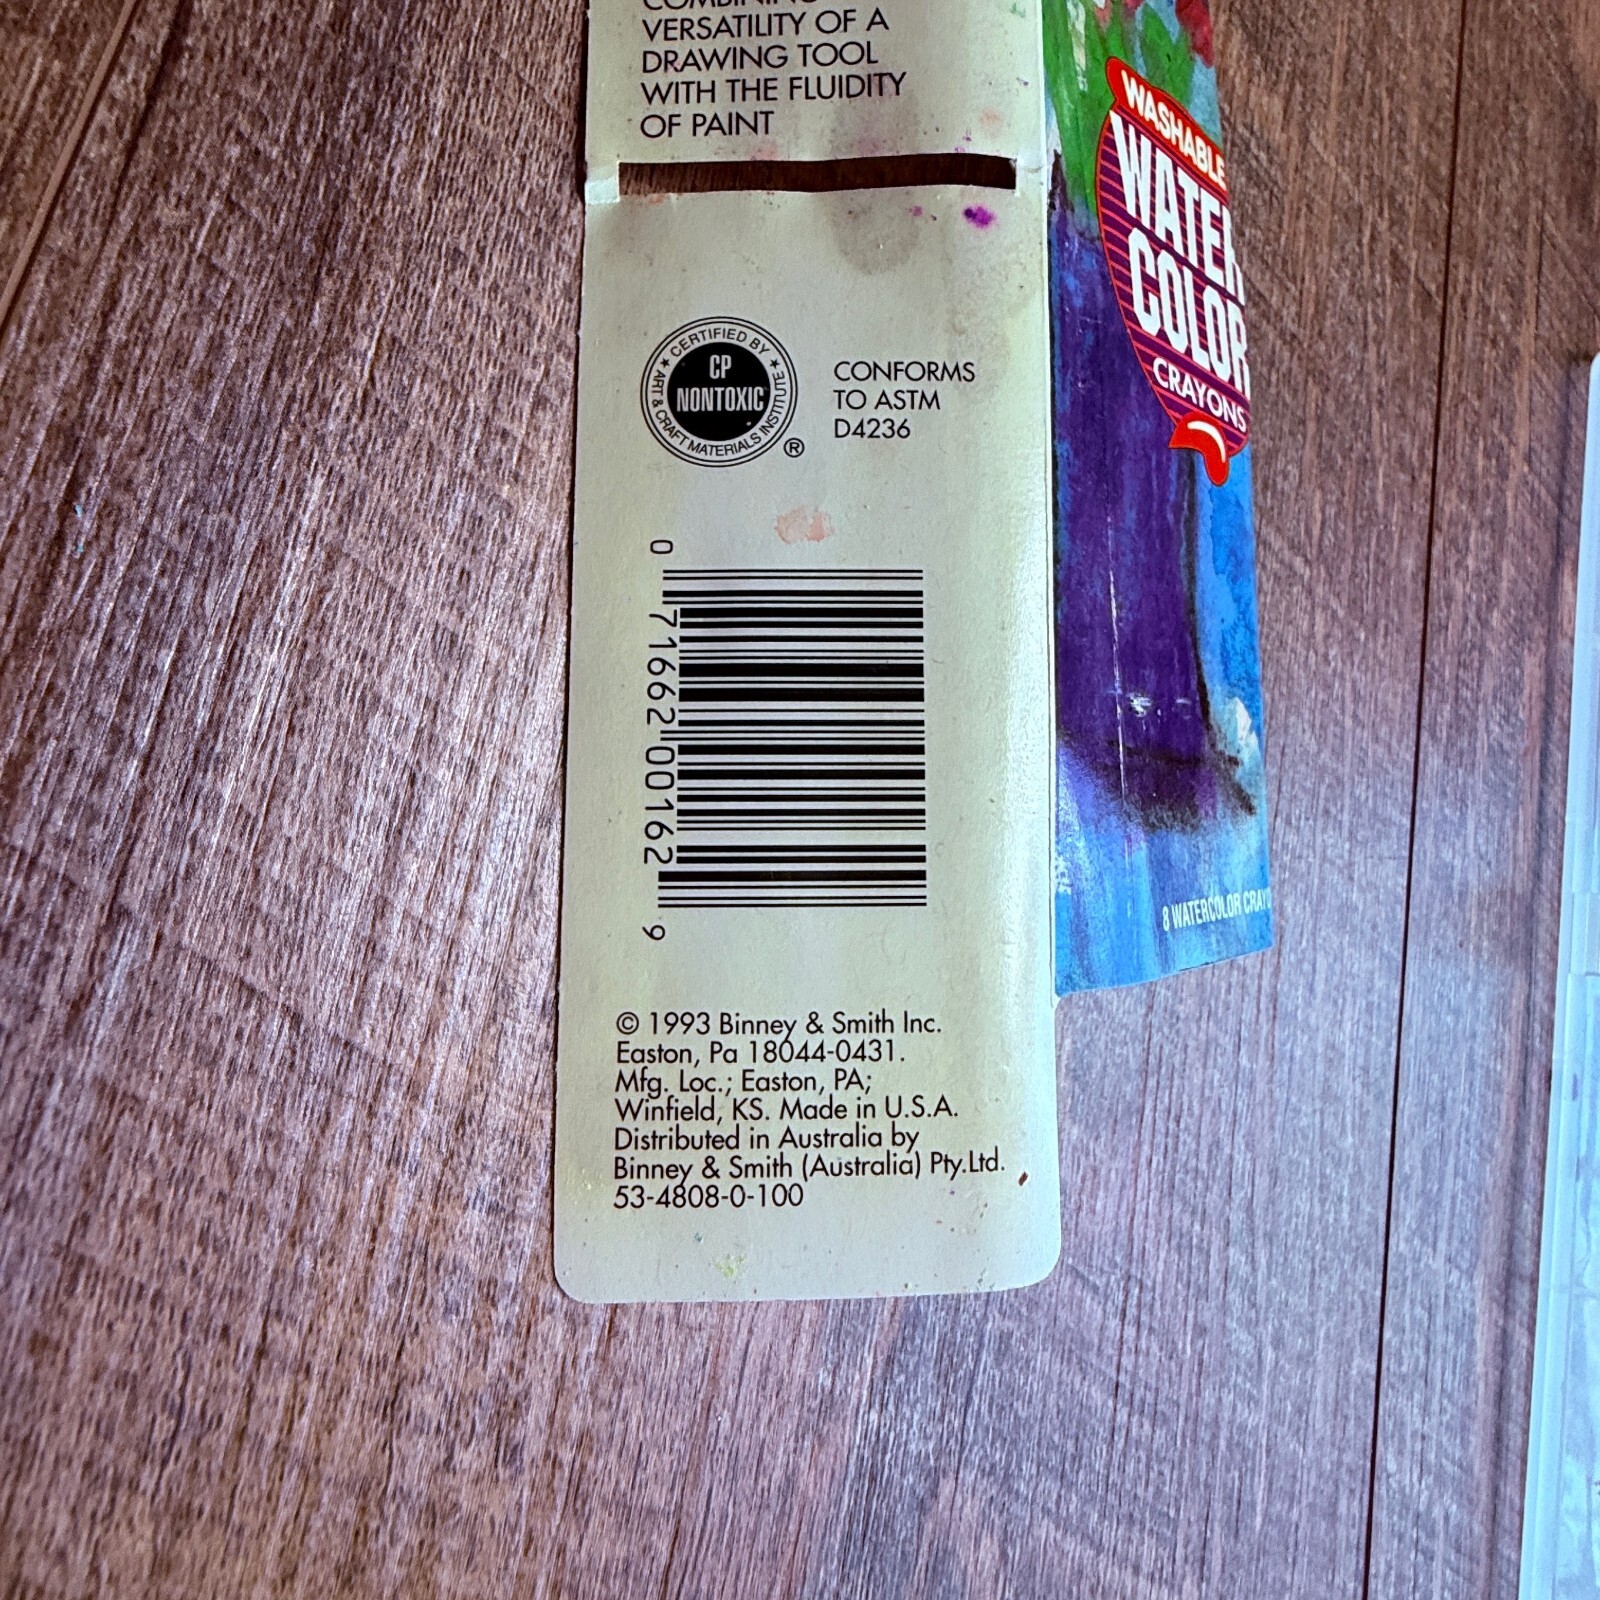 VERSATILITY OF A
DRAWING TOOL
WITH THE FLUIDITY
OF PAINT
CERTIFIED BY
ART & CRAFT MATERIALS INSTITUTE
CP
NONTOXIC
®
CONFORMS
TO ASTM
D4236
0 71662 00162 9
© 1993 Binney & Smith Inc.
Easton, Pa 18044-0431.
Mfg. Loc.; Easton, PA;
Winfield, KS. Made in U.S.A.
Distributed in Australia by
Binney & Smith (Australia) Pty.Ltd.
53-4808-0-100
WASHABLE
WATER
COLOR
CRAYONS
8 WATERCOLOR